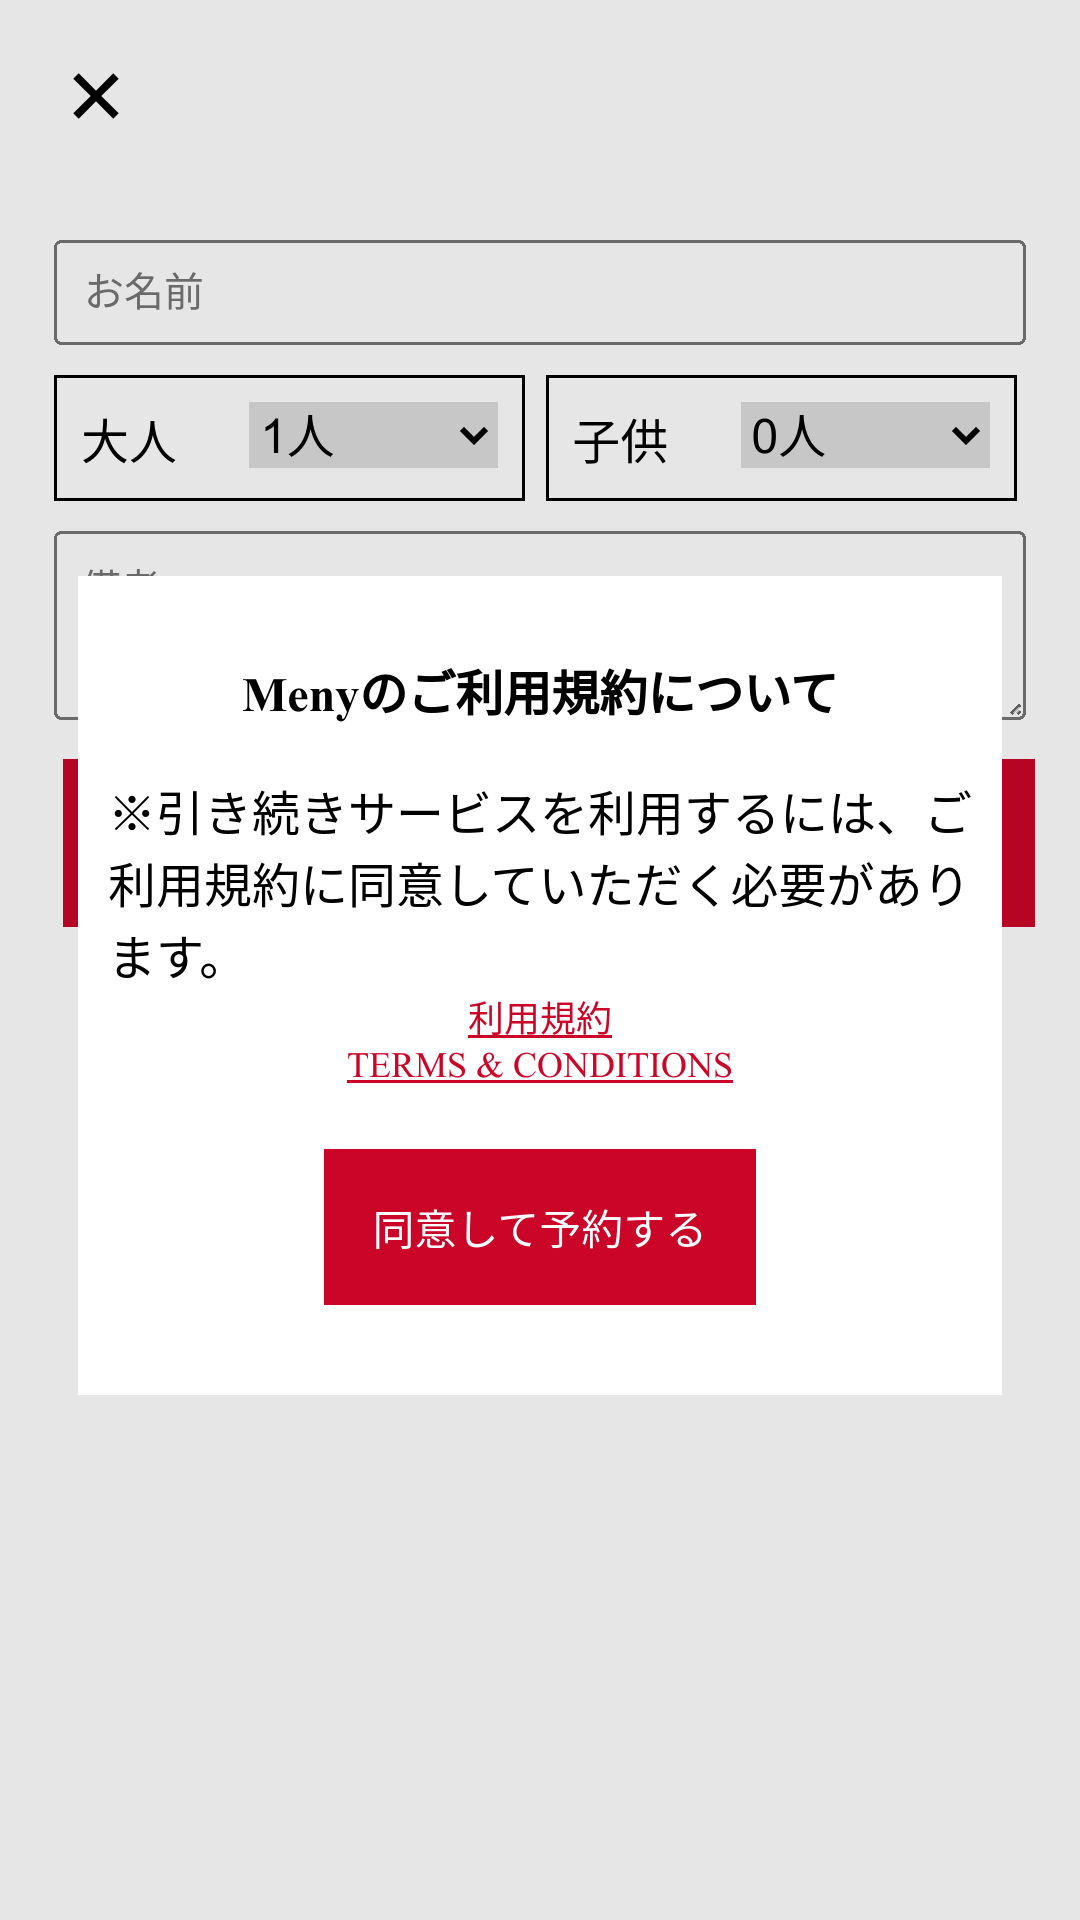 お名前
大人 1人 子供 0人
Menyのご利用規約について
※引き続きサービスを利用するには、ご
利用規約に同意していただく必要があり
ます。
利用規約
TERMS & CONDITIONS
同意して予約する